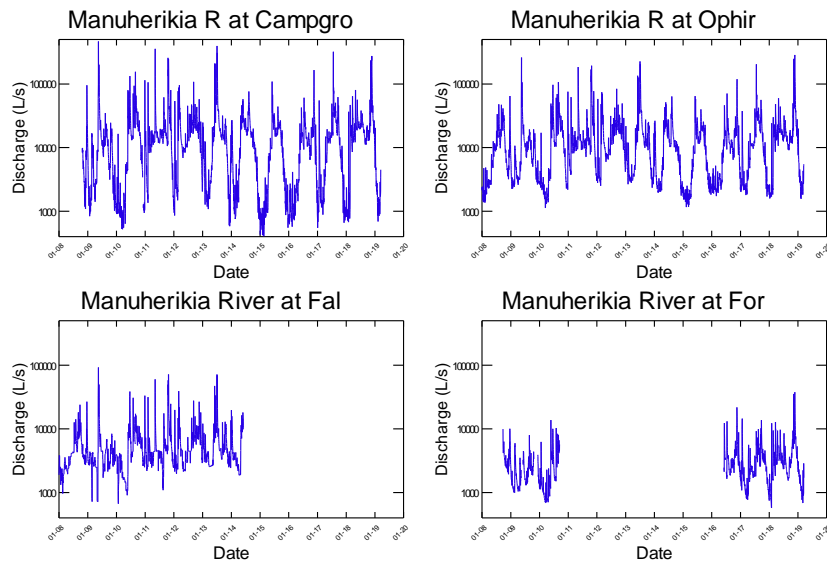 Manuherikia R at Campgro
Discharge (L/s)
100000
10000
1000
01-08 01-09 01-10 01-11 01-12 01-13 01-14 01-15 01-16 01-17 01-18 01-19 01-20
Date
Manuherikia R at Ophir
Discharge (L/s)
100000
10000
1000
01-08 01-09 01-10 01-11 01-12 01-13 01-14 01-15 01-16 01-17 01-18 01-19 01-20
Date
Manuherikia River at Fal
Discharge (L/s)
100000
10000
1000
01-08 01-09 01-10 01-11 01-12 01-13 01-14 01-15 01-16 01-17 01-18 01-19 01-20
Date
Manuherikia River at For
Discharge (L/s)
100000
10000
1000
01-08 01-09 01-10 01-11 01-12 01-13 01-14 01-15 01-16 01-17 01-18 01-19 01-20
Date